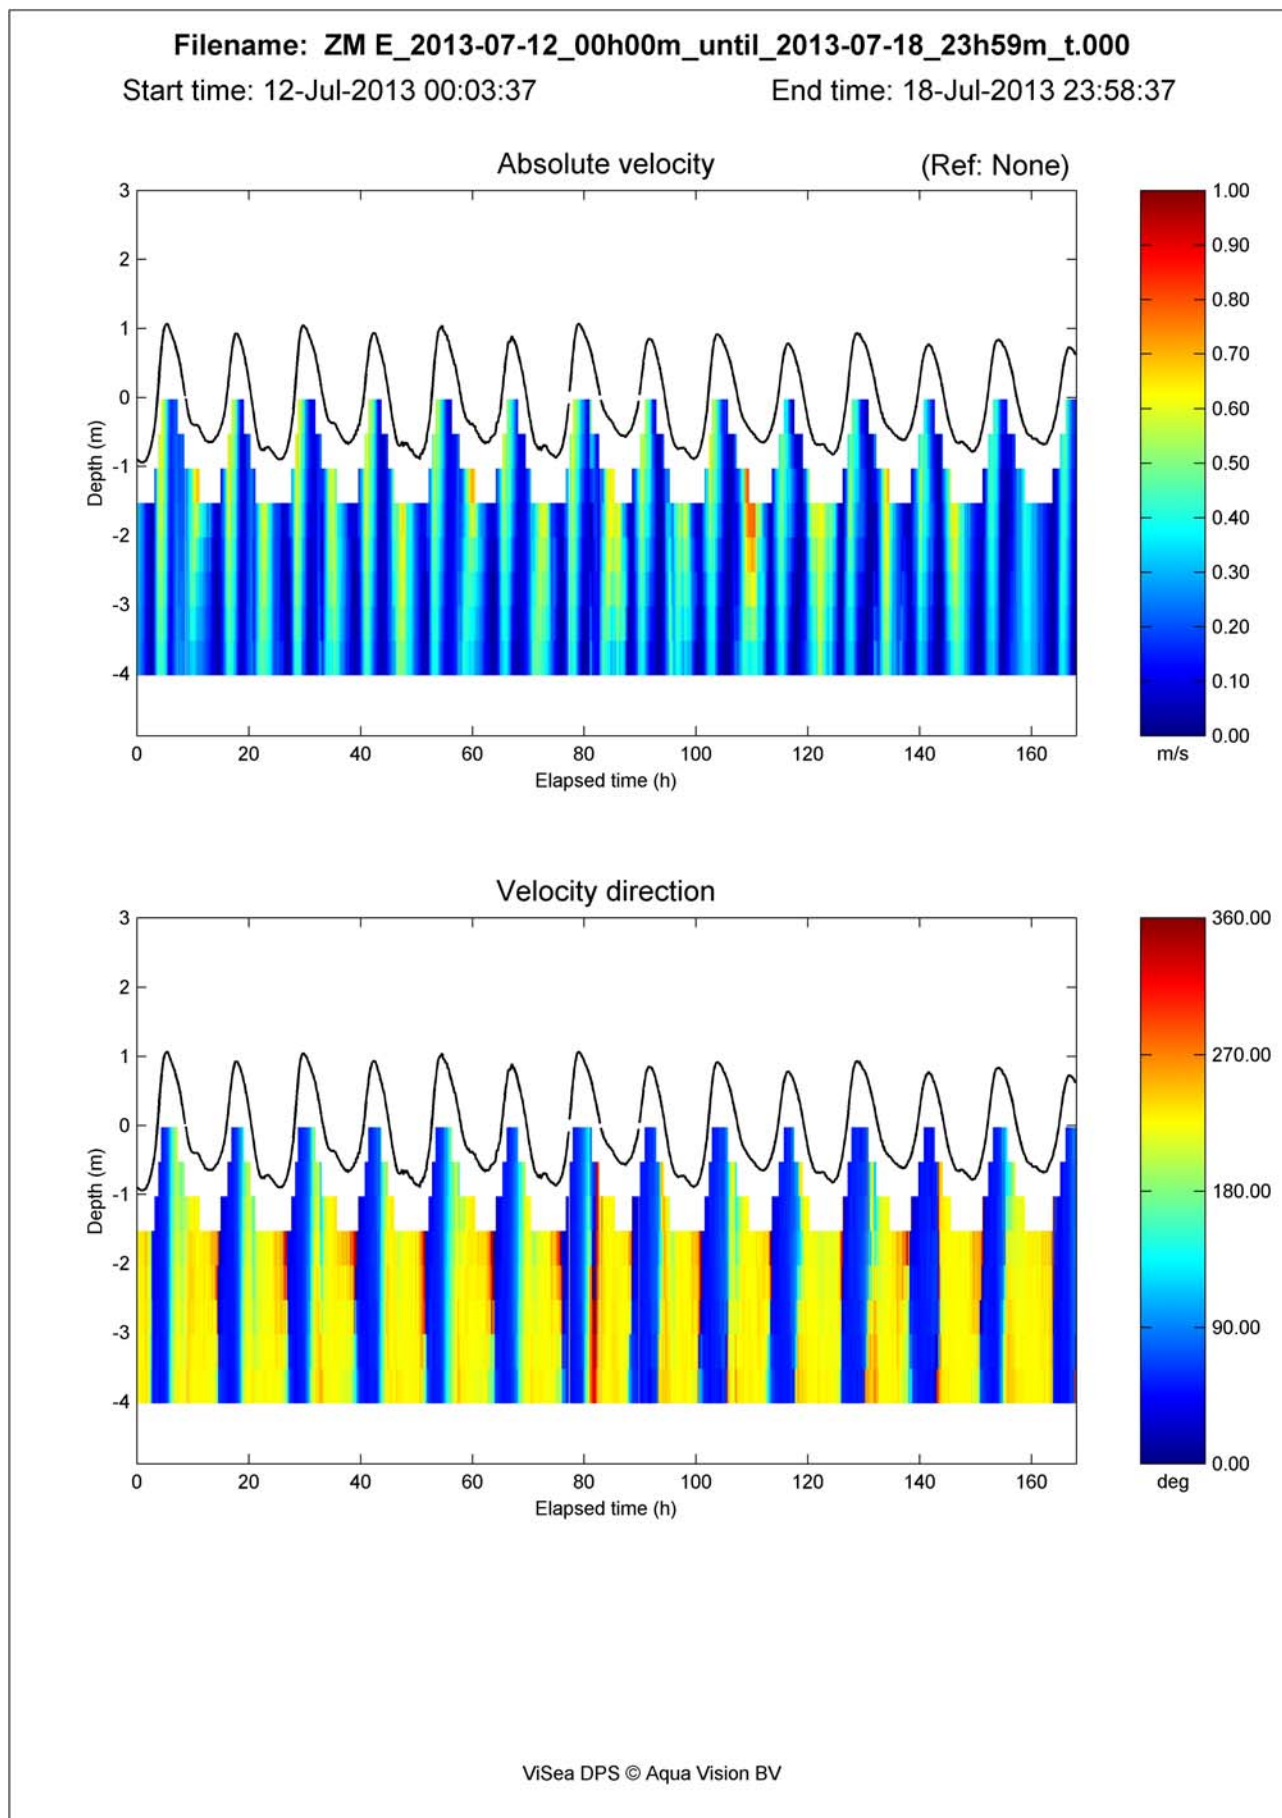 Filename: ZM E_2013-07-12_00h00m_until_2013-07-18_23h59m_t.000
Start time: 12-Jul-2013 00:03:37 End time: 18-Jul-2013 23:58:37
Absolute velocity (Ref: None)
3
2
1
0
-1
-2
-3
-4
Depth (m)
0 20 40 60 80 100 120 140 160
Elapsed time (h)
1.00
0.90
0.80
0.70
0.60
0.50
0.40
0.30
0.20
0.10
0.00
m/s
Velocity direction
3
2
1
0
-1
-2
-3
-4
Depth (m)
0 20 40 60 80 100 120 140 160
Elapsed time (h)
360.00
270.00
180.00
90.00
0.00
deg
ViSea DPS © Aqua Vision BV